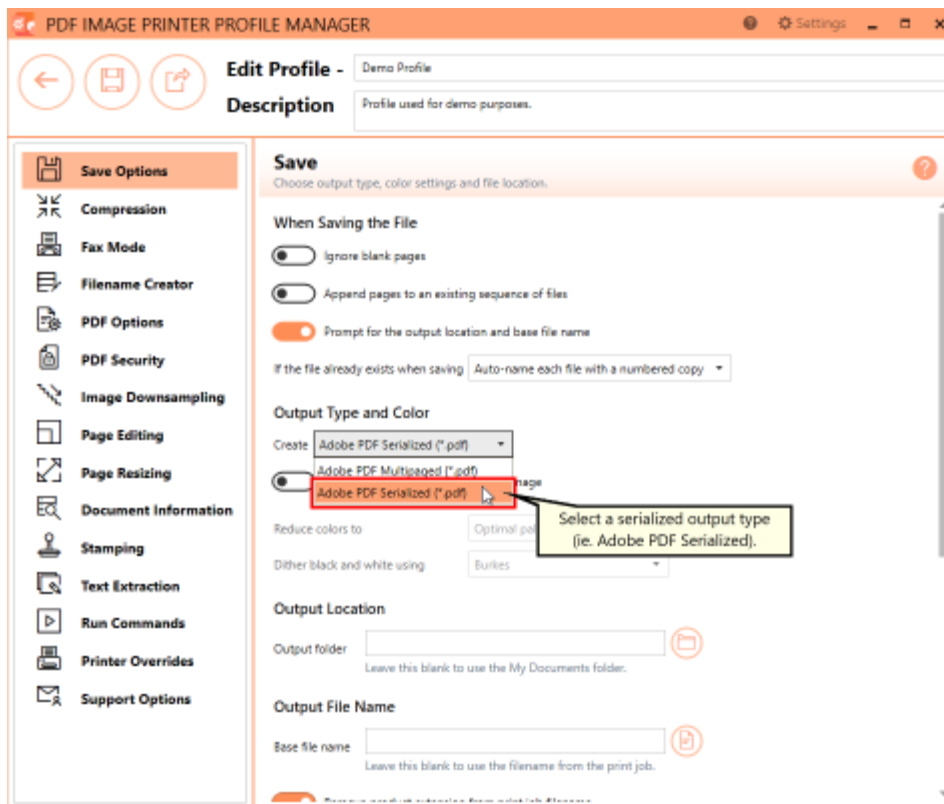 PDF IMAGE PRINTER PROFILE MANAGER
Settings
Edit Profile -
Demo Profile
Description
Profile used for demo purposes.
Save Options
Compression
Fax Mode
Filename Creator
PDF Options
PDF Security
Image Downsampling
Page Editing
Page Resizing
Document Information
Stamping
Text Extraction
Run Commands
Printer Overrides
Support Options
Save
Choose output type, color settings and file location.
?
When Saving the File
Ignore blank pages
Append pages to an existing sequence of files
Prompt for the output location and base file name
If the file already exists when saving Auto-name each file with a numbered copy
Output Type and Color
Create Adobe PDF Serialized (*.pdf)
Adobe PDF Multipaged (*.pdf)
Adobe PDF Serialized (*.pdf)
Select a serialized output type
(ie. Adobe PDF Serialized).
Reduce colors to Optimal
Dither black and white using Burkes
Output Location
Output folder
Leave this blank to use the My Documents folder.
Output File Name
Base file name
Leave this blank to use the filename from the print job.